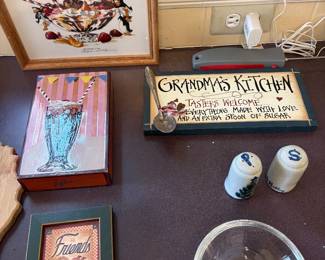 GRANDMA'S KITCHEN
TASTERS WELCOME
EVERYTHING MADE WITH LOVE
AND AN EXTRA SPOON OF SUGAR
P
S
Friends